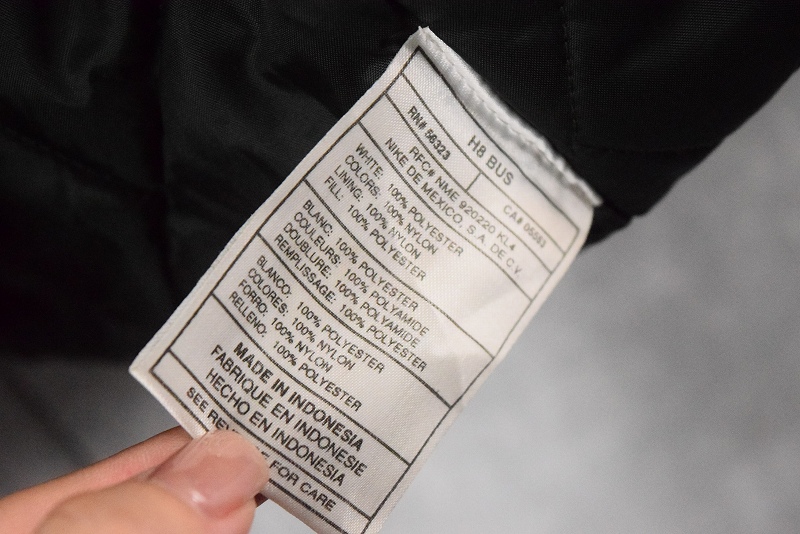 H8 BUS
RN# 56323 CA# 05553
RFC# NME 920220 KL4
NIKE DE MEXICO, S.A. DE C.V.
WHITE: 100% POLYESTER
COLORS: 100% NYLON
LINING: 100% NYLON
FILL: 100% POLYESTER
BLANC: 100% POLYESTER
COULEURS: 100% POLYAMIDE
DOUBLURE: 100% POLYAMIDE
REMPLISSAGE: 100% POLYESTER
BLANCO: 100% POLYESTER
COLORES: 100% NYLON
FORRO: 100% NYLON
RELLENO: 100% POLYESTER
MADE IN INDONESIA
FABRIQUE EN INDONESIE
HECHO EN INDONESIA
SEE FOR CARE